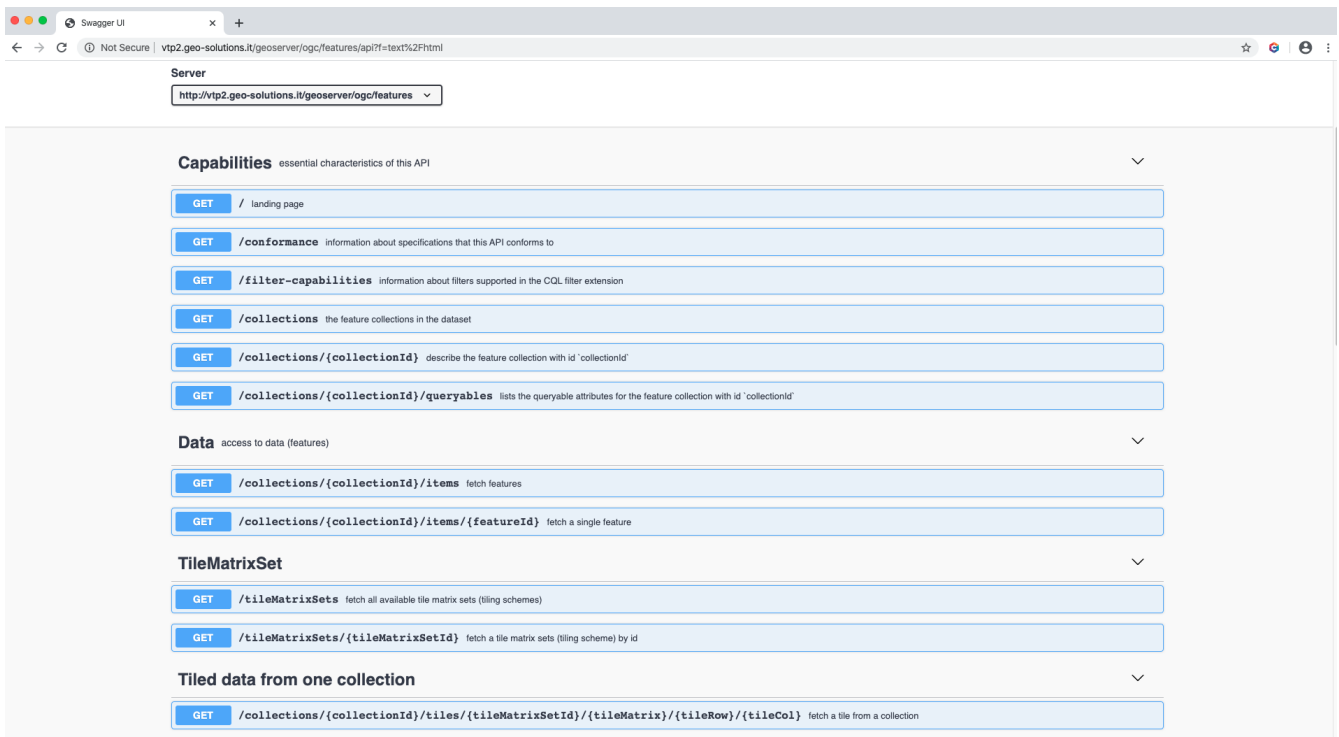 Swagger UI
Not Secure | vtp2.geo-solutions.it/geoserver/ogc/features/api?f=text%2Fhtml
Server
http://vtp2.geo-solutions.it/geoserver/ogc/features
Capabilities essential characteristics of this API
GET / landing page
GET /conformance information about specifications that this API conforms to
GET /filter-capabilities information about filters supported in the CQL filter extension
GET /collections the feature collections in the dataset
GET /collections/{collectionId} describe the feature collection with id `collectionId`
GET /collections/{collectionId}/queryables lists the queryable attributes for the feature collection with id `collectionId`
Data access to data (features)
GET /collections/{collectionId}/items fetch features
GET /collections/{collectionId}/items/{featureId} fetch a single feature
TileMatrixSet
GET /tileMatrixSets fetch all available tile matrix sets (tiling schemes)
GET /tileMatrixSets/{tileMatrixSetId} fetch a tile matrix sets (tiling scheme) by id
Tiled data from one collection
GET /collections/{collectionId}/tiles/{tileMatrixSetId}/{tileMatrix}/{tileRow}/{tileCol} fetch a tile from a collection